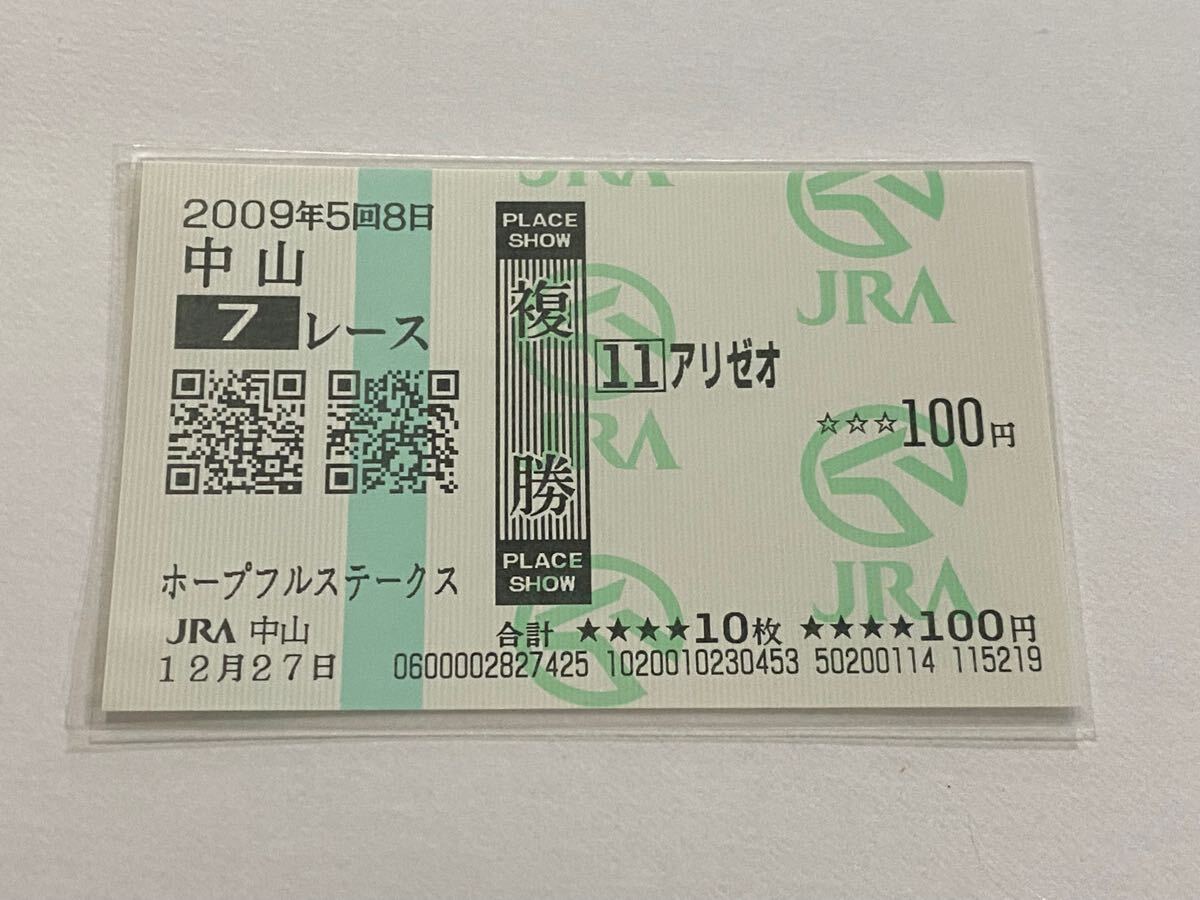 2009年5回8日
中山
7レース
ホープフルステークス
JRA 中山
12月27日
PLACE
SHOW
複
勝
PLACE
SHOW
11アリゼオ
☆☆☆100円
合計 ★★★★10枚 ★★★★100円
0600002827425 1020010230453 50200114 115219
JRA
JRA
JRA
JRA